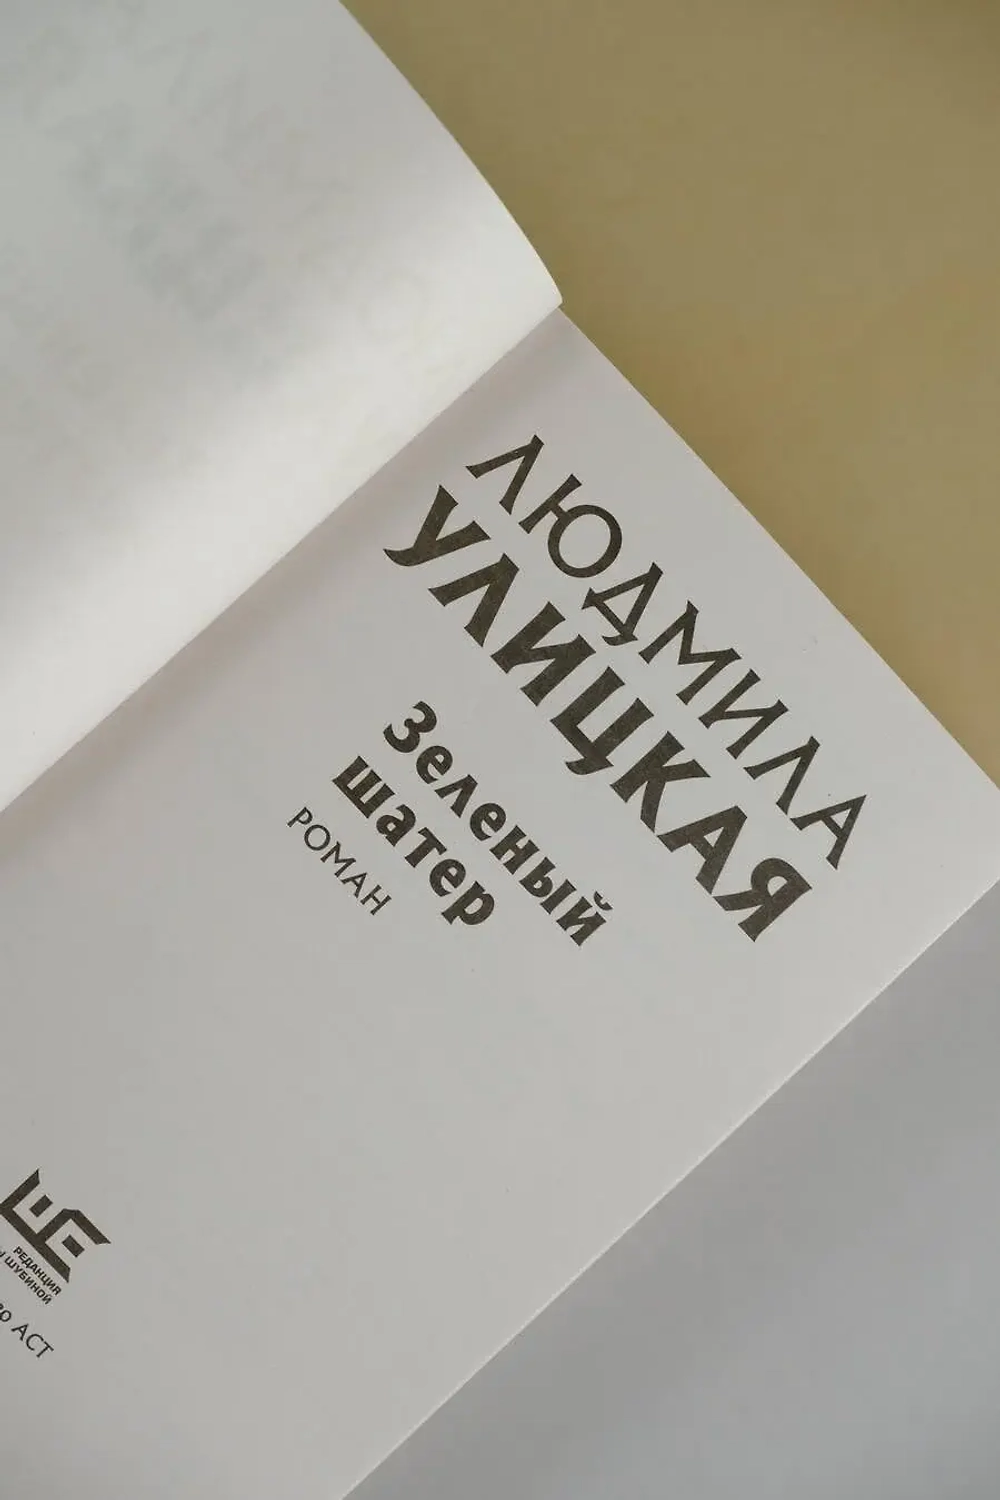 ЛЮДМИЛА
УЛИЦКАЯ
Зеленый
шатер
РОМАН
РЕДАКЦИЯ
ШУБИНОЙ
АСТ